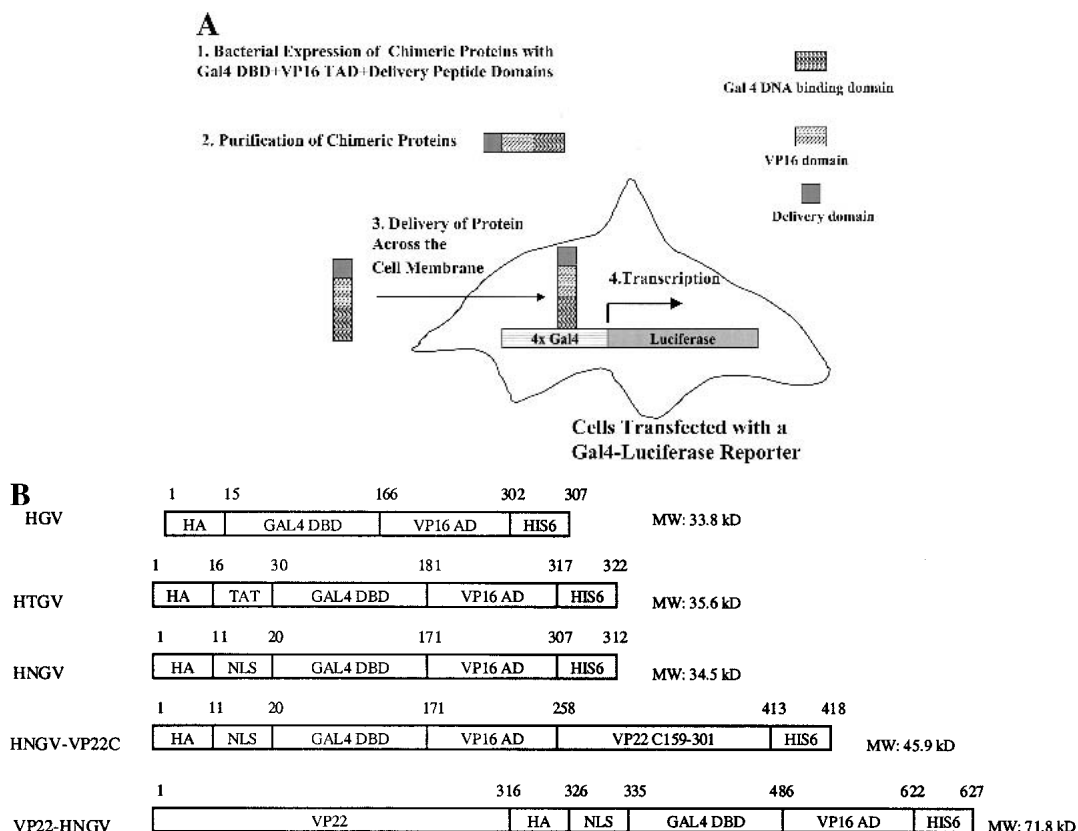 A
1. Bacterial Expression of Chimeric Proteins with
Gal4 DBD+VP16 TAD+Delivery Peptide Domains
Gal 4 DNA binding domain
2. Purification of Chimeric Proteins
VP16 domain
Delivery domain
3. Delivery of Protein
Across the
Cell Membrane
4.Transcription
4x Gal4
Luciferase
Cells Transfected with a
Gal4-Luciferase Reporter
B
1 15 166 302 307
HGV HA GAL4 DBD VP16 AD HIS6 MW: 33.8 kD
1 16 30 181 317 322
HTGV HA TAT GAL4 DBD VP16 AD HIS6 MW: 35.6 kD
1 11 20 171 307 312
HNGV HA NLS GAL4 DBD VP16 AD HIS6 MW: 34.5 kD
1 11 20 171 258 413 418
HNGV-VP22C HA NLS GAL4 DBD VP16 AD VP22 C159-301 HIS6 MW: 45.9 kD
1 316 326 335 486 622 627
VP22-HNGV VP22 HA NLS GAL4 DBD VP16 AD HIS6 MW: 71.8 kD